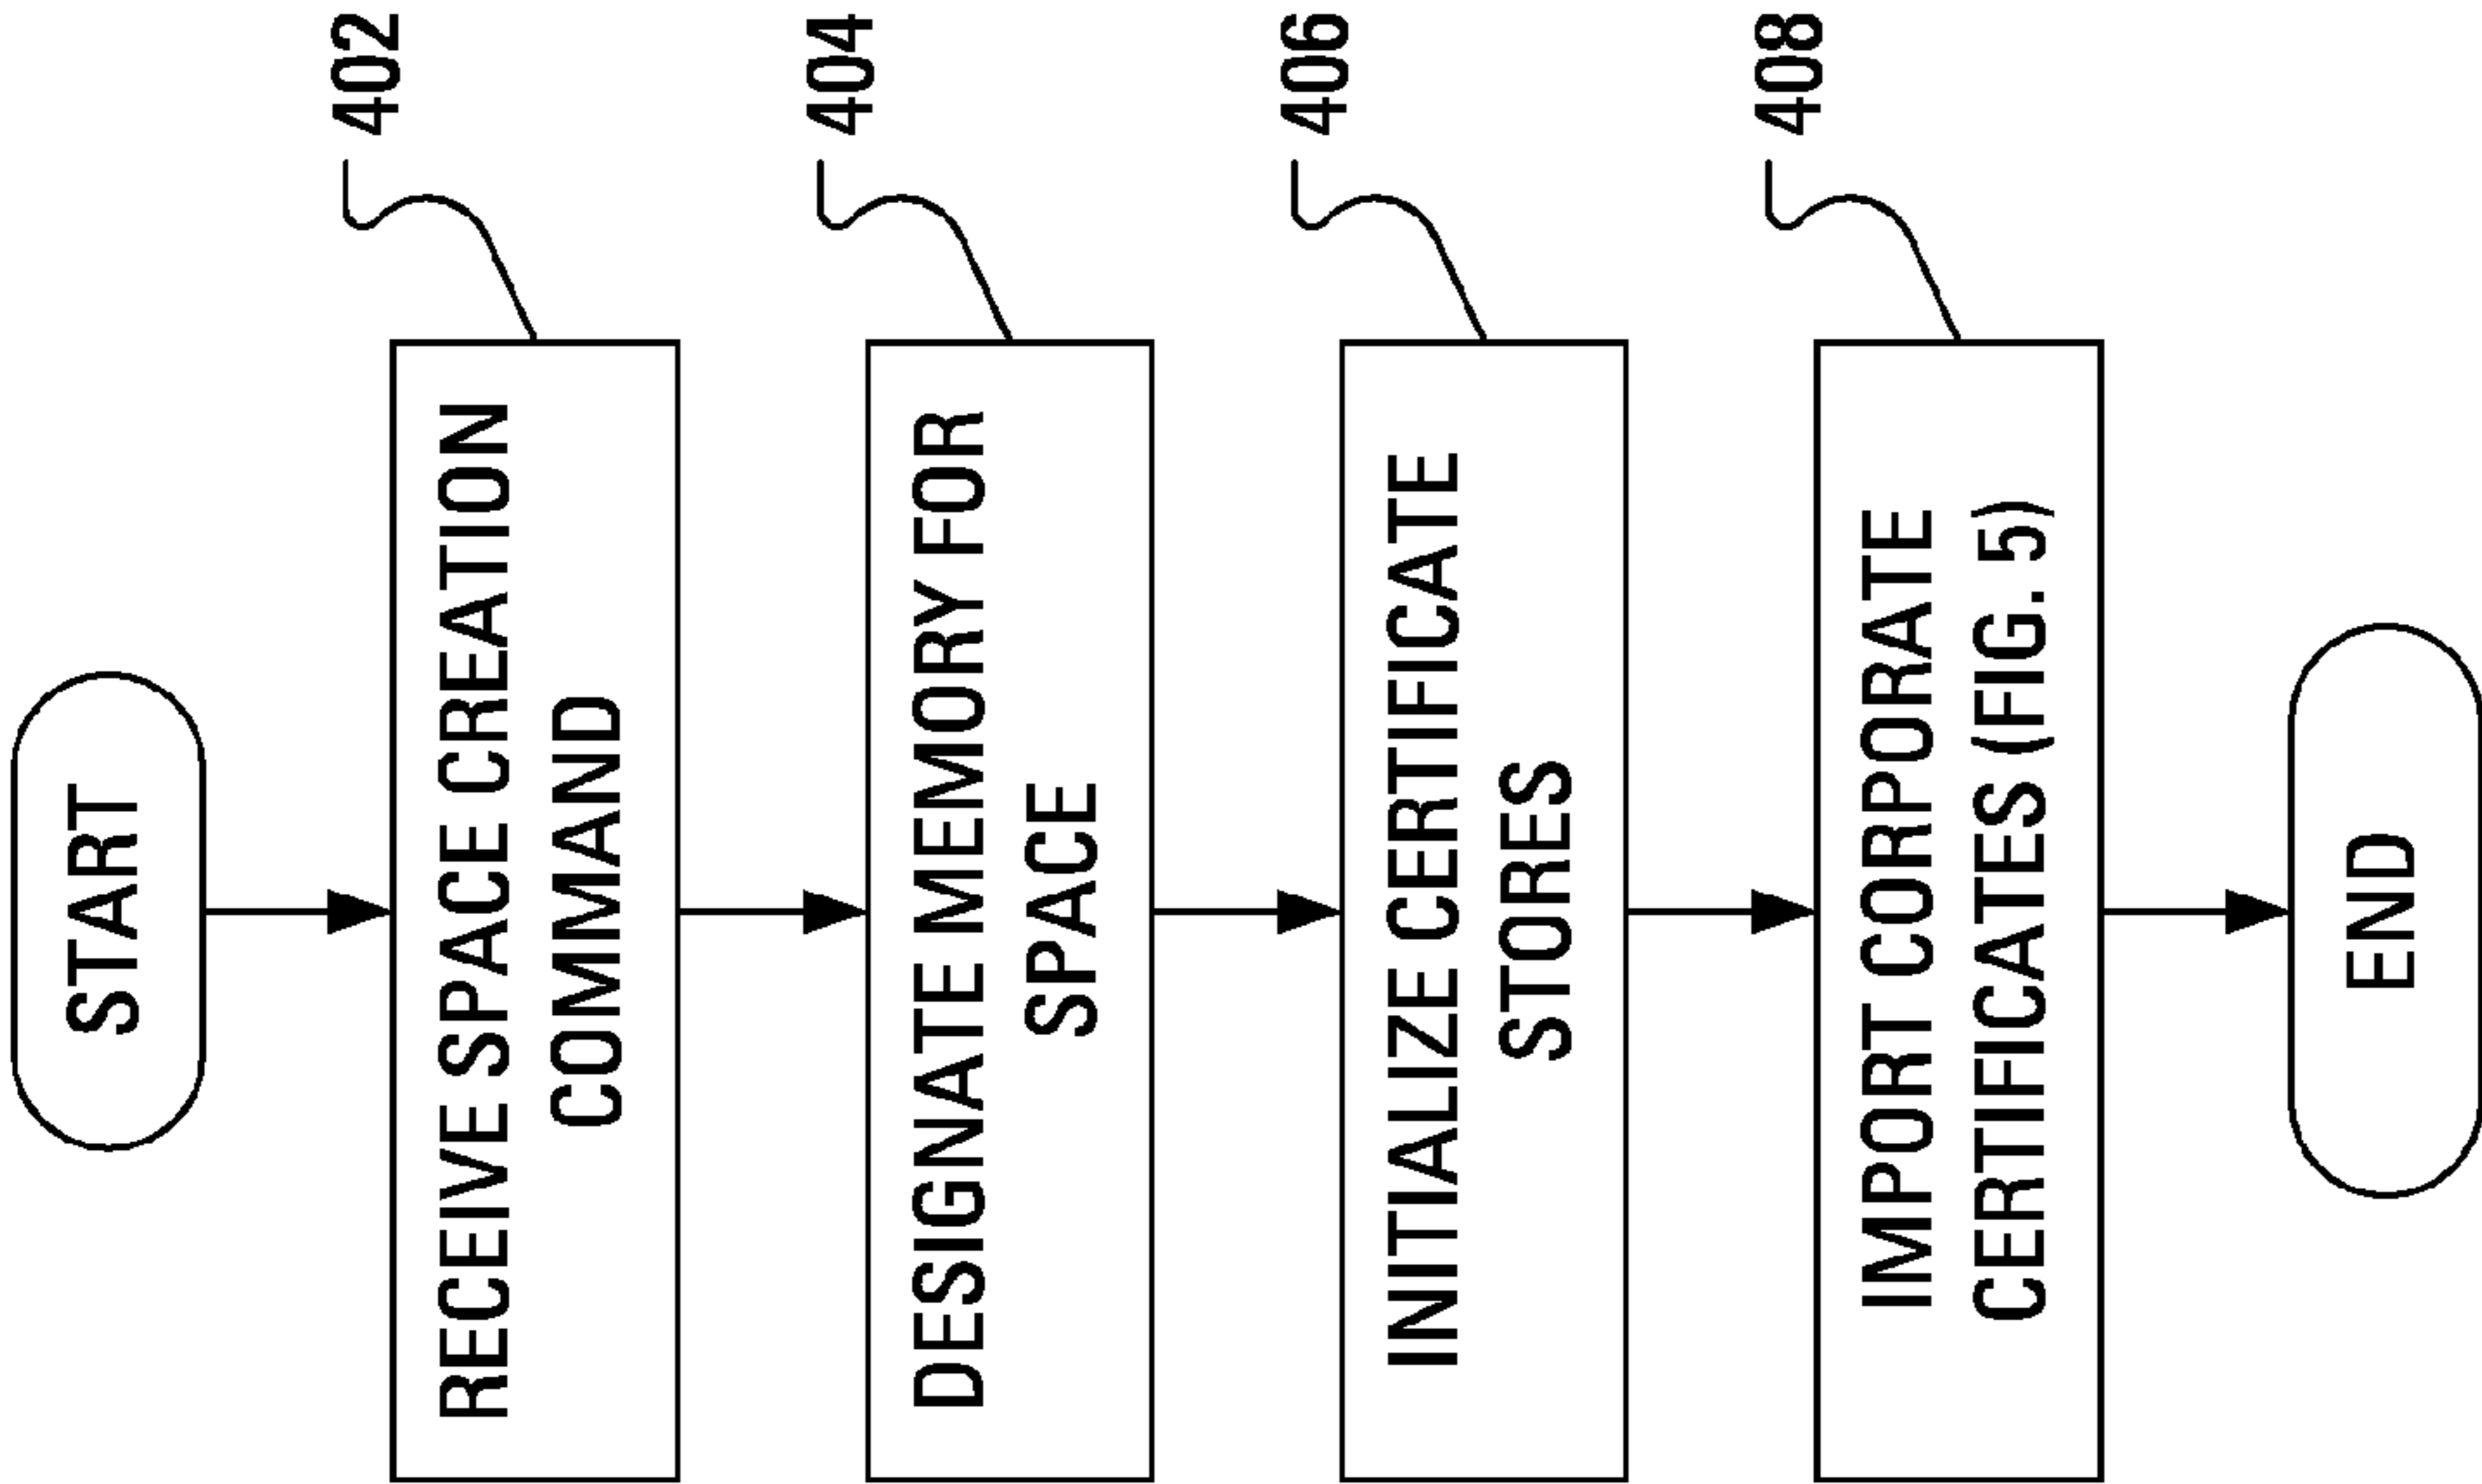 START
402
RECEIVE SPACE CREATION
COMMAND
404
DESIGNATE MEMORY FOR
SPACE
406
INITIALIZE CERTIFICATE
STORES
408
IMPORT CORPORATE
CERTIFICATES (FIG. 5)
END